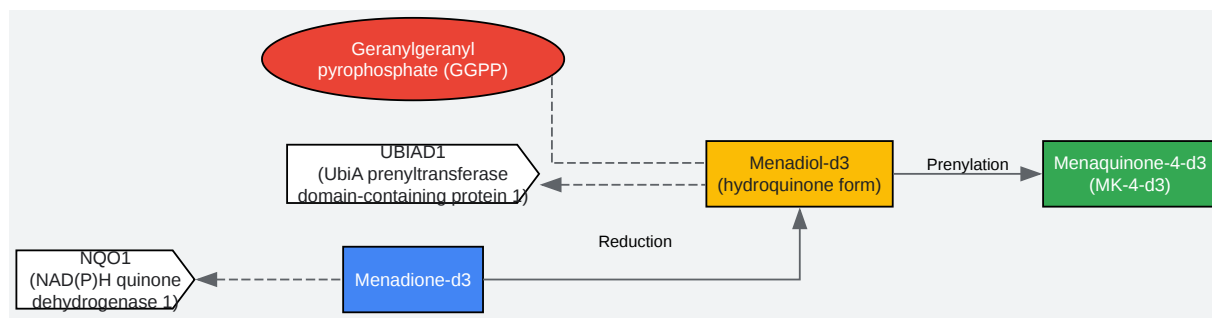 Geranylgeranyl
pyrophosphate (GGPP)
UBIAD1
(UbiA prenyltransferase
domain-containing protein 1)
Menadiol-d3
(hydroquinone form)
Prenylation
Menaquinone-4-d3
(MK-4-d3)
NQO1
(NAD(P)H quinone
dehydrogenase 1)
Menadione-d3
Reduction